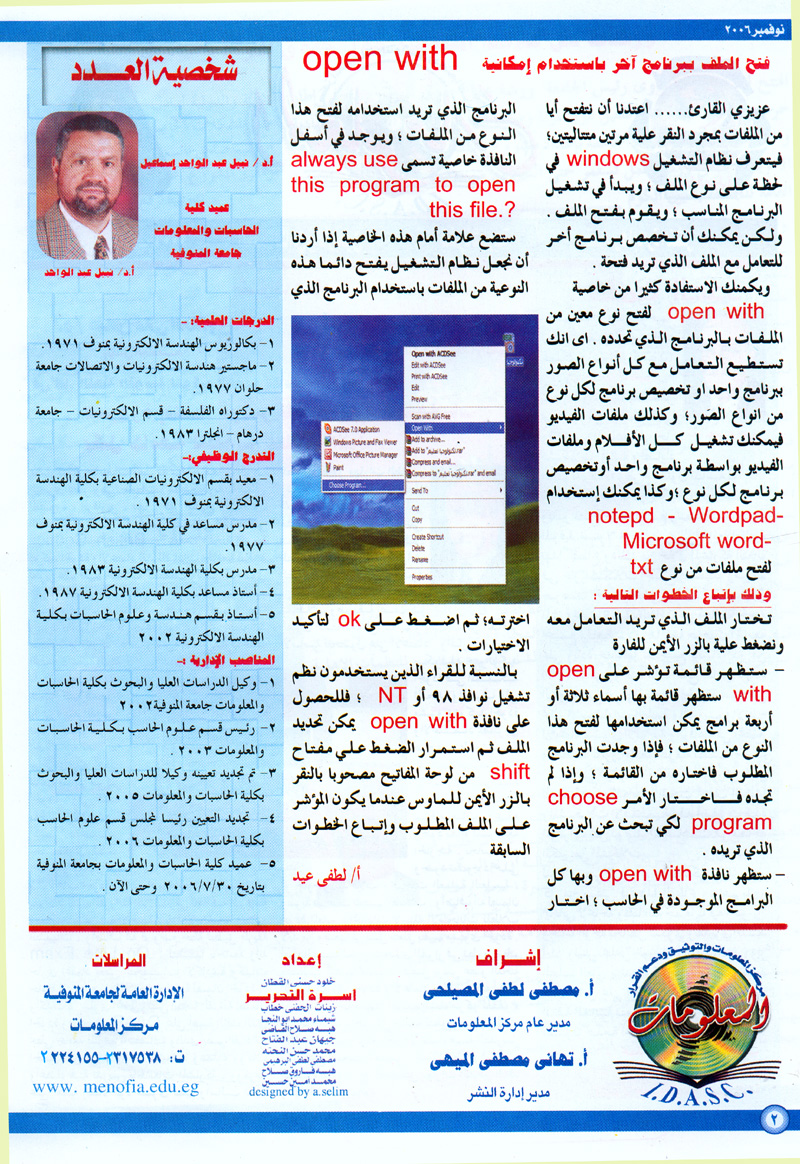 نوفمبر ٢٠٠٦
فتح الملف ببرنامج آخر باستخدام إمكانية open with
عزيزي القارئ...... اعتدنا أن نتفتح أيا
من الملفات بمجرد النقر علية مرتين متتاليتين؛
فيتعرف نظام التشغيل windows في
لحظة على نوع الملف ؛ ويبدأ في تشغيل
البرنامج المناسب ؛ ويقوم بفتح الملف .
ولكن يمكنك أن تخصص برنامج أخر
للتعامل مع الملف الذي تريد فتحة .
ويكمنك الاستفادة كثيرا من خاصية
open with لفتح نوع معين من
الملفات بالبرنامج الذي تحدده . اى انك
تستطيع التعامل مع كل أنواع الصور
ببرنامج واحد او تخصيص برنامج لكل نوع
من انواع الصور؛ وكذلك ملفات الفيديو
فيمكنك تشغيل كل الأفلام وملفات
الفيديو بواسطة برنامج واحد أوتخصيص
برنامج لكل نوع ؛ وكذا يمكنك إستخدام
notepd - Wordpad-
Microsoft word-
لفتح ملفات من نوع txt
وذلك بإتباع الخطوات التالية :
تختار الملف الذي تريد التعامل معه
ونضغط علية بالزر الأيمن للفارة
– ستظهر قائمة تؤشر على open
with ستظهر قائمة بها أسماء ثلاثة أو
أربعة برامج يمكن استخدامها لفتح هذا
النوع من الملفات ؛ فإذا وجدت البرنامج
المطلوب فاختاره من القائمة ؛ وإذا لم
تجده فاختار الأمر choose
program لكي تبحث عن البرنامج
الذي تريده .
– ستظهر نافذة open with وبها كل
البرامج الموجودة في الحاسب ؛ اختار
البرنامج الذي تريد استخدامه لفتح هذا
النوع من الملفات ؛ ويوجد في أسفل
النافذة خاصية تسمى always use
this program to open
this file.?
ستضع علامة أمام هذه الخاصية إذا أردنا
أن نجعل نظام التشغيل يفتح دائما هذه
النوعية من الملفات باستخدام البرنامج الذي
Open with ACDSee
Edit with ACDSee
Print with ACDSee
Edit
Preview
Scan with AVG Free
Open With
Add to archive...
Compress and email...
Send To
Cut
Copy
Create Shortcut
Delete
Rename
Properties
ACDSee 7.0 Application
Windows Picture and Fax Viewer
Microsoft Office Picture Manager
Paint
Choose Program...
اخترته؛ ثم اضغط على ok لتأكيد
الاختيارات .
بالنسبة للقراء الذين يستخدمون نظم
تشغيل نوافذ ٩٨ أو NT ؛ فللحصول
على نافذة open with يمكن تحديد
الملف ثم استمرار الضغط علي مفتاح
shift من لوحة المفاتيح مصحوبا بالنقر
بالزر الأيمن للماوس عندما يكون المؤشر
على الملف المطلوب وإتباع الخطوات
السابقة
أ/ لطفى عيد
شخصية العدد
أ.د / نبيل عبد الواحد إسماعيل
عميد كلية
الحاسبات والمعلومات
جامعة المنوفية
أ.د/ نبيل عبد الواحد
الدرجات العلمية: -
١– بكالوريوس الهندسة الالكترونية بمنوف ١٩٧١ .
٢– ماجستير هندسة الالكترونيات والاتصالات جامعة
حلوان ١٩٧٧ .
٣– دكتوراه الفلسفة – قسم الالكترونيات – جامعة
درهام – انجلترا ١٩٨٣ .
التدرج الوظيفي:-
١– معيد بقسم الالكترونيات الصناعية بكلية الهندسة
الالكترونية بمنوف ١٩٧١ .
٢– مدرس مساعد في كلية الهندسة الالكترونية بمنوف
١٩٧٧ .
٣– مدرس بكلية الهندسة الالكترونية ١٩٨٣ .
٤– أستاذ مساعد بكلية الهندسة الالكترونية ١٩٨٧ .
٥– أستاذ بقسم هندسة وعلوم الحاسبات بكلية
الهندسة الالكترونية ٢٠٠٢
المناصب الإدارية :-
١– وكيل الدراسات العليا والبحوث بكلية الحاسبات
والمعلومات جامعة المنوفية ٢٠٠٢
٢– رئيس قسم علوم الحاسب بكلية الحاسبات
والمعلومات ٢٠٠٣ .
٣– تم تجديد تعيينه وكيلا للدراسات العليا والبحوث
بكلية الحاسبات والمعلومات ٢٠٠٥ .
٤– تجديد التعيين رئيسا لمجلس قسم علوم الحاسب
بكلية الحاسبات والمعلومات ٢٠٠٦ .
٥– عميد كلية الحاسبات والمعلومات بجامعة المنوفية
بتاريخ ٢٠٠٦/٧/٣٠ وحتى الآن .
مركز المعلومات والتوثيق ودعم القرار
المعلومات
I.D.A.S.C.
إشراف
أ. مصطفى لطفى المصيلحى
مدير عام مركز المعلومات
أ. تهانى مصطفى الميهى
مدير إدارة النشر
إعداد
خلود حسنى القطان
اسرة التحرير
زينات الحفنى خطاب
شيماء محمد ابو النجا
هبه صلاح القاضى
جيهان عبد الفتاح
محمد حسن النحته
مصطفى لطفى البرهيمى
هبه فاروق صلاح
محمد امين حسين
designed by a.selim
المراسلات
الإدارة العامة لجامعة المنوفية
مركز المعلومات
ت: ٢٣١٧٥٣٨-٢٢٢٤١٥٥
www. menofia.edu.eg
٢